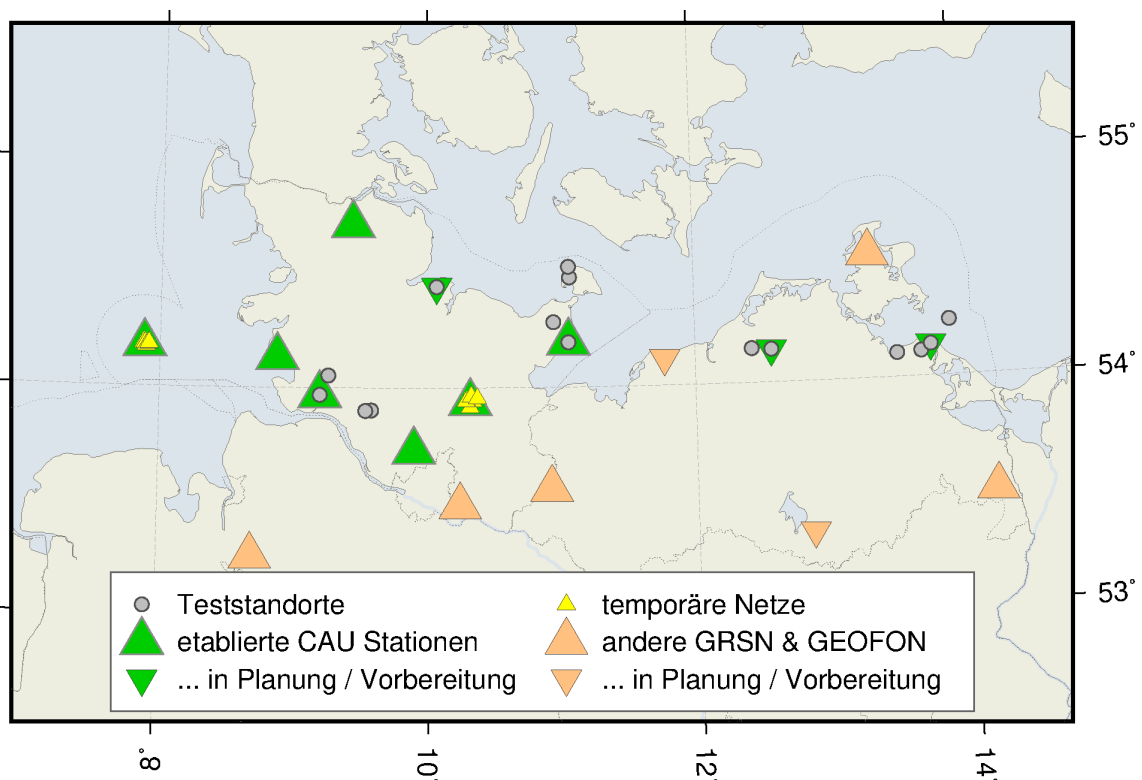 55°
54°
53°
Teststandorte
etablierte CAU Stationen
... in Planung / Vorbereitung
temporäre Netze
andere GRSN & GEOFON
... in Planung / Vorbereitung
8°
10°
12°
14°